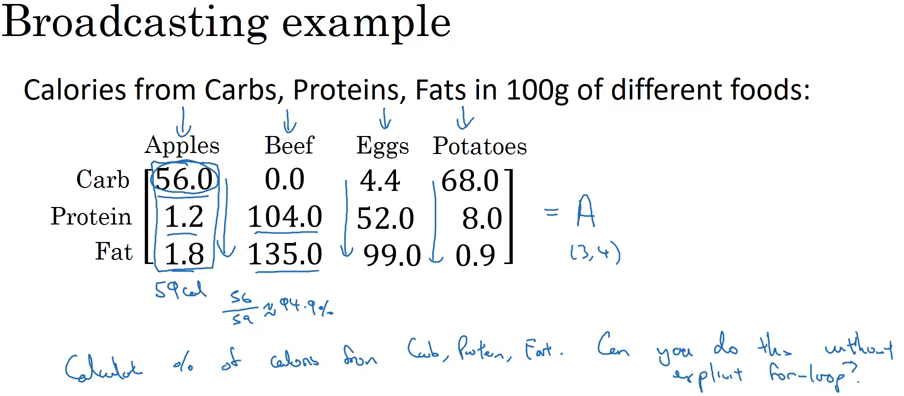 Broadcasting example
Calories from Carbs, Proteins, Fats in 100g of different foods:
Apples Beef Eggs Potatoes
Carb 56.0 0.0 4.4 68.0
Protein 1.2 104.0 52.0 8.0 = A
Fat 1.8 135.0 99.0 0.9 (3,4)
59cal
56/59 ≈ 94.9%
Calculate % of calories from Carb, Protein, Fat. Can you do this without
explicit for-loop?